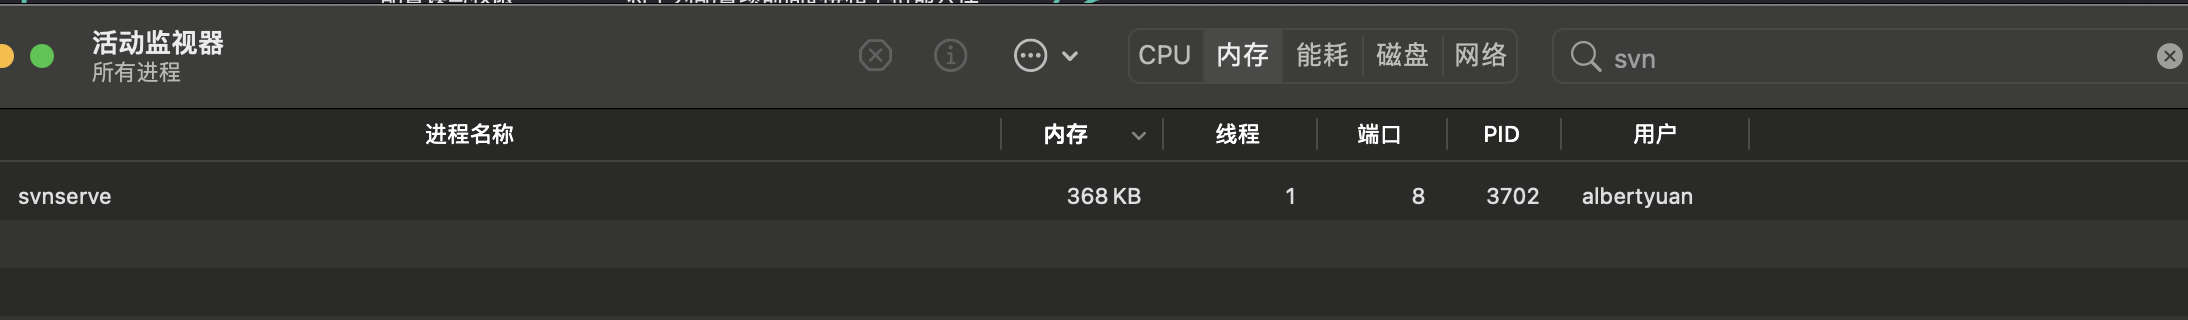 活动监视器
所有进程
CPU 内存 能耗 磁盘 网络
svn
进程名称 内存 线程 端口 PID 用户
svnserve 368 KB 1 8 3702 albertyuan